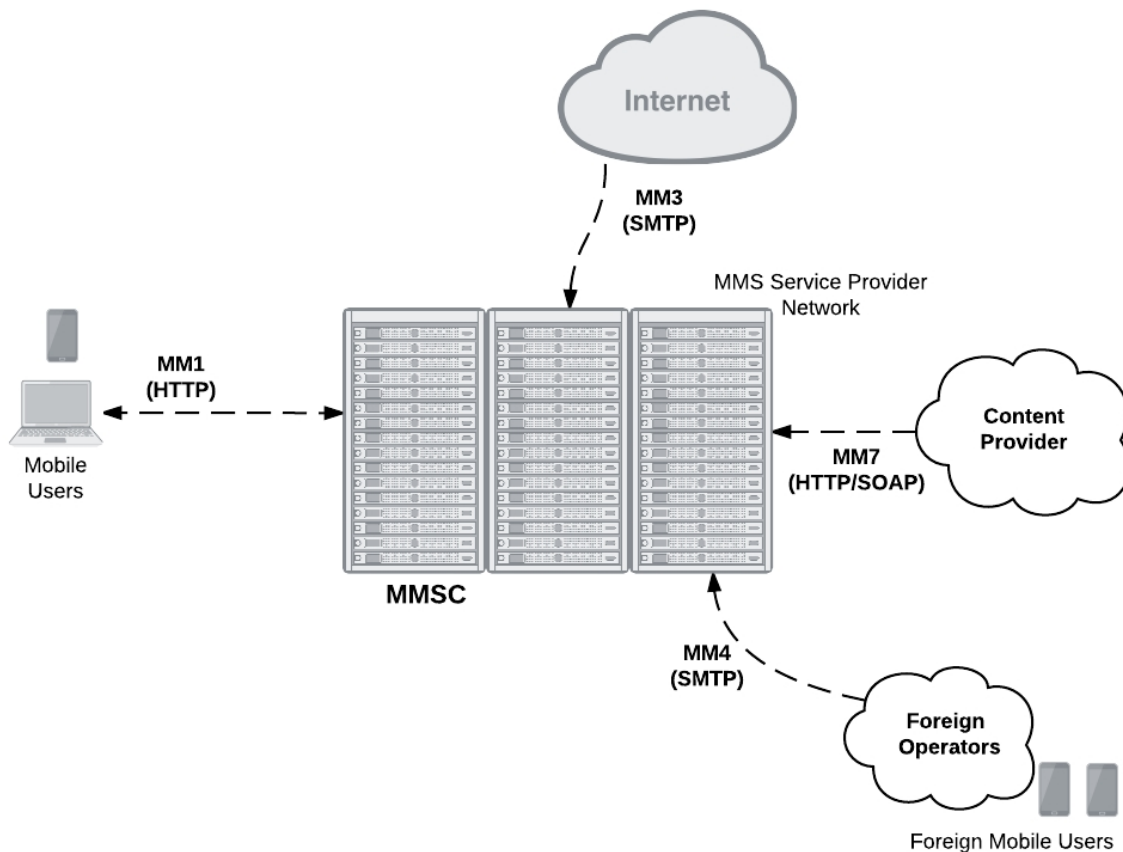 Internet
MM3
(SMTP)
MMS Service Provider
Network
MM1
(HTTP)
Mobile
Users
Content
Provider
MM7
(HTTP/SOAP)
MMSC
MM4
(SMTP)
Foreign
Operators
Foreign Mobile Users